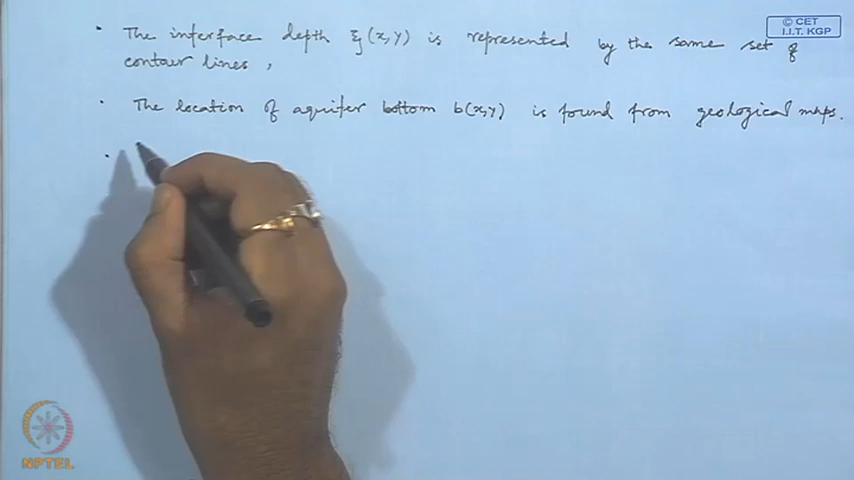 © CET
I.I.T. KGP
• The interface depth ξ(x,y) is represented by the same set of
contour lines,
• The location of aquifer bottom b(x,y) is found from geological maps.
•
NPTEL